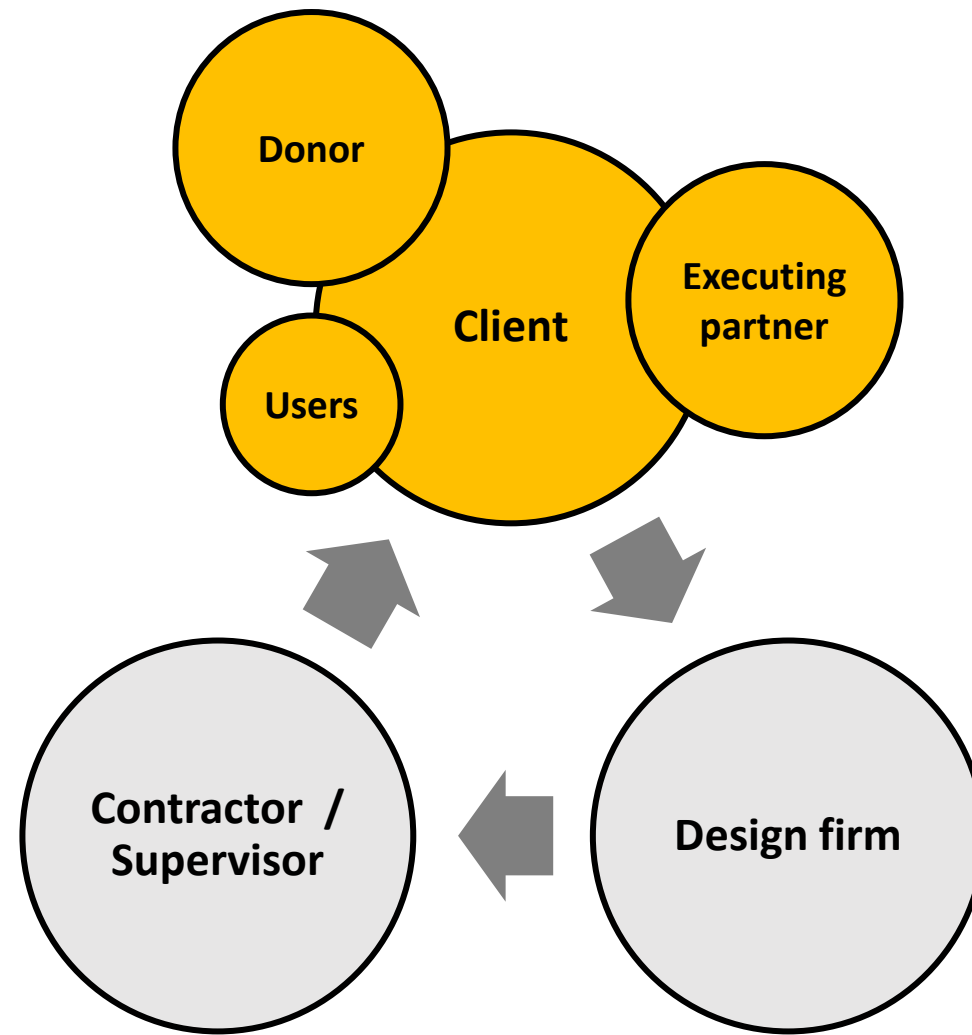 Donor
Client
Executing
partner
Users
Contractor /
Supervisor
Design firm